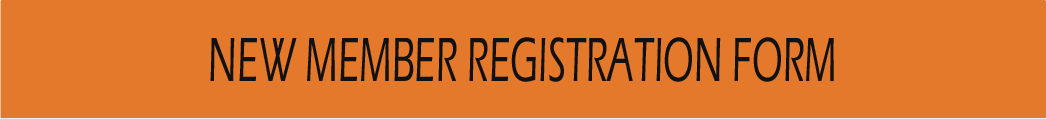 NEW MEMBER REGISTRATION FORM